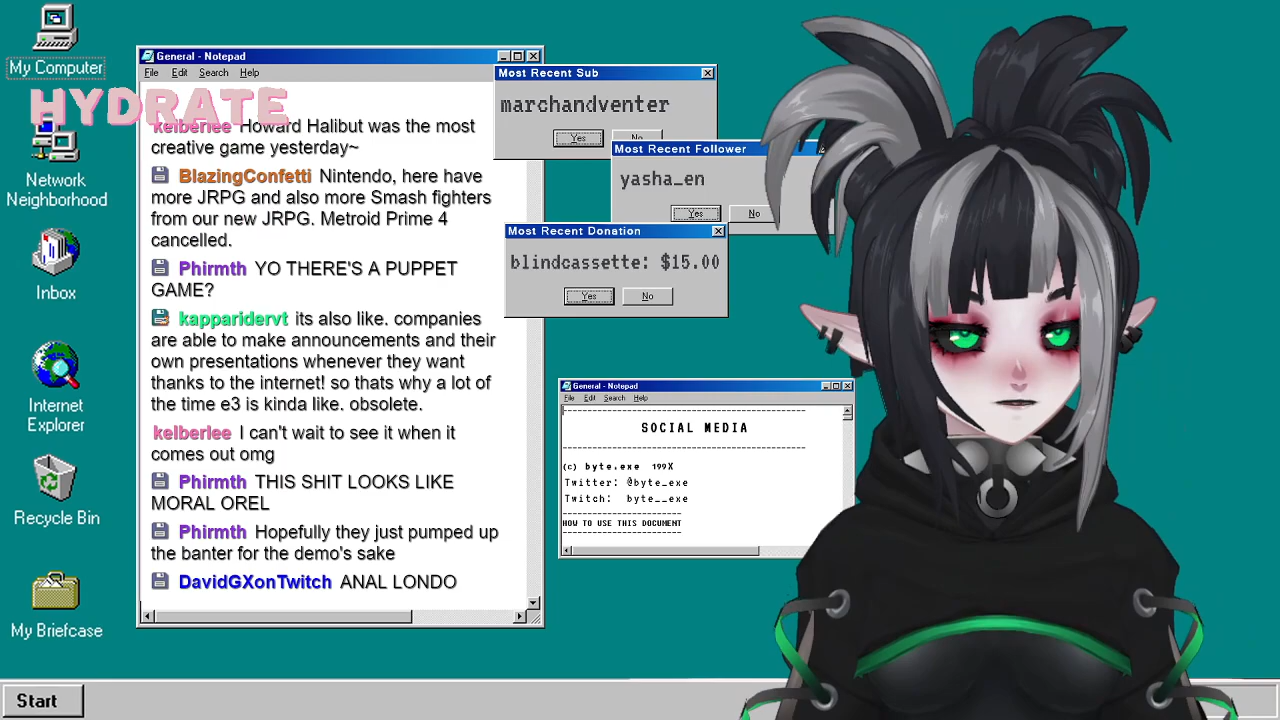 My Computer
HYDRATE
Network
Neighborhood
Inbox
Internet
Explorer
Recycle Bin
My Briefcase
Start
General - Notepad
File Edit Search Help
kelberlee Howard Halibut was the most
creative game yesterday~
BlazingConfetti Nintendo, here have
more JRPG and also more Smash fighters
from our new JRPG. Metroid Prime 4
cancelled.
Phirmth YO THERE'S A PUPPET
GAME?
kapparidervt its also like. companies
are able to make announcements and their
own presentations whenever they want
thanks to the internet! so thats why a lot of
the time e3 is kinda like. obsolete.
kelberlee I can't wait to see it when it
comes out omg
Phirmth THIS SHIT LOOKS LIKE
MORAL OREL
Phirmth Hopefully they just pumped up
the banter for the demo's sake
DavidGXonTwitch ANAL LONDO
Most Recent Sub
marchandventer
Yes No
Most Recent Follower
yasha_en
Yes No
Most Recent Donation
blindcassette: $15.00
Yes No
General - Notepad
File Edit Search Help
SOCIAL MEDIA
(c) byte.exe 199X
Twitter: @byte_exe
Twitch: byte__exe
HOW TO USE THIS DOCUMENT